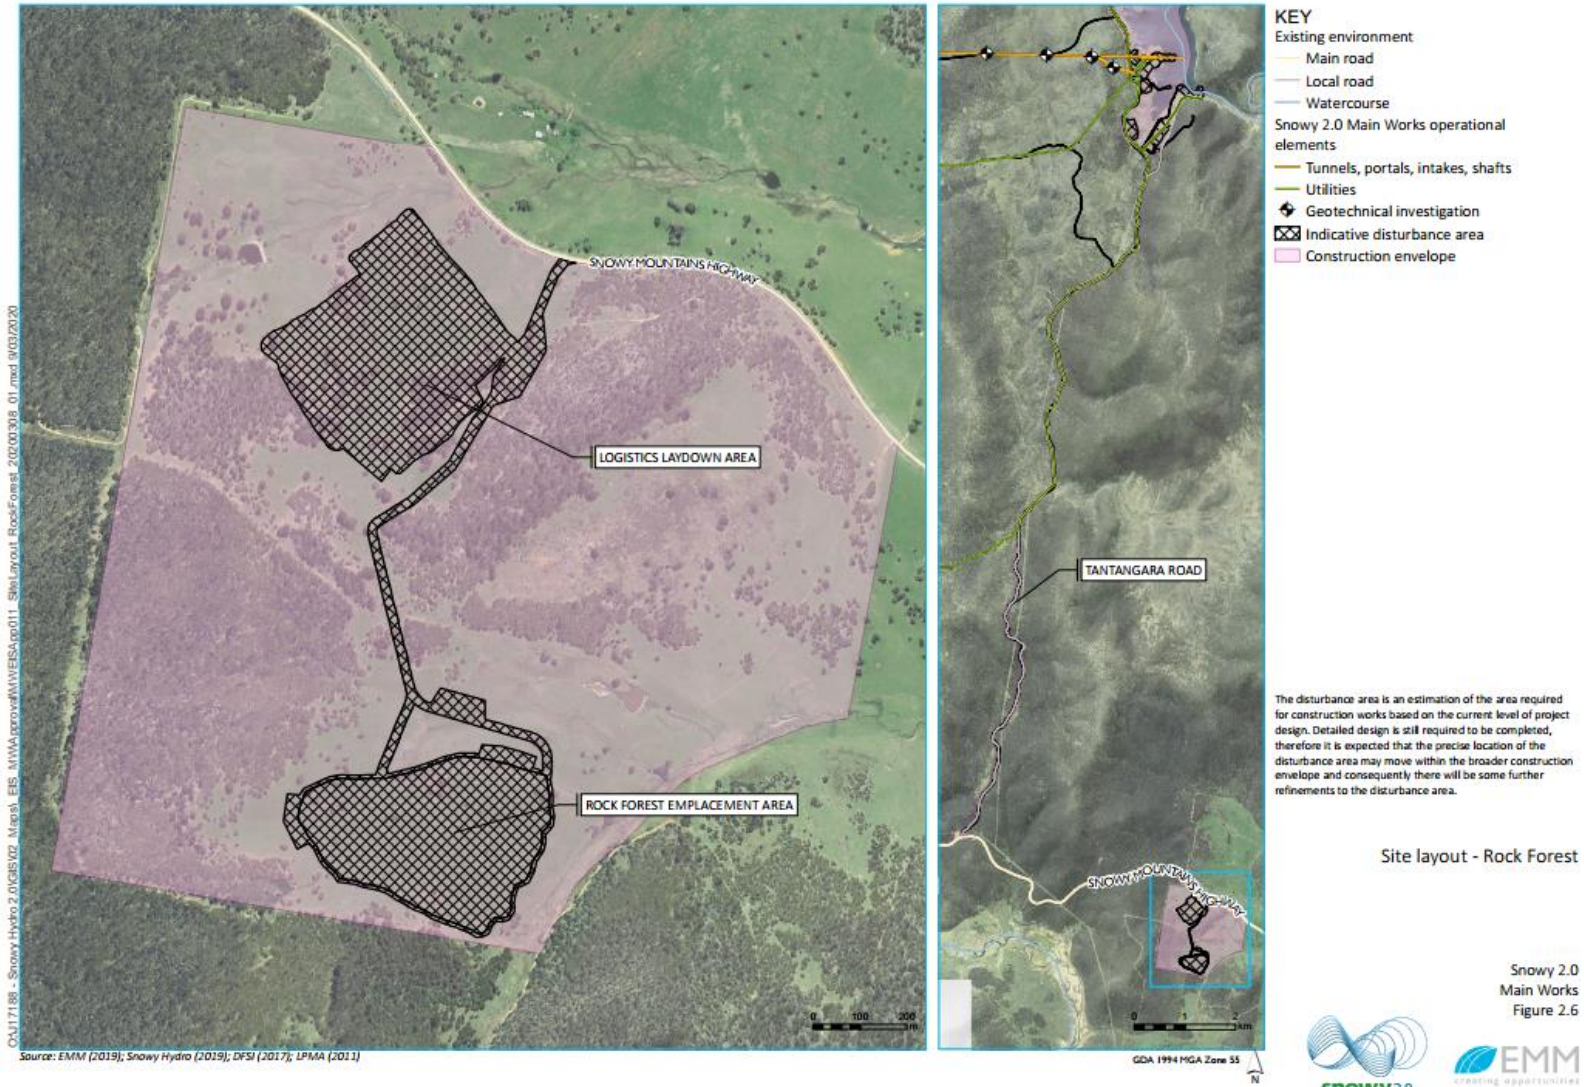 KEY
Existing environment
Main road
Local road
Watercourse
Snowy 2.0 Main Works operational
elements
Tunnels, portals, intakes, shafts
Utilities
Geotechnical investigation
Indicative disturbance area
Construction envelope
SNOWY MOUNTAINS HIGHWAY
LOGISTICS LAYDOWN AREA
ROCK FOREST EMPLACEMENT AREA
0 100 200
m
TANTANGARA ROAD
SNOWY MOUNTAINS HIGHWAY
0 1 2
km
The disturbance area is an estimation of the area required
for construction works based on the current level of project
design. Detailed design is still required to be completed,
therefore it is expected that the precise location of the
disturbance area may move within the broader construction
envelope and consequently there will be some further
refinements to the disturbance area.
Site layout - Rock Forest
Snowy 2.0
Main Works
Figure 2.6
Source: EMM (2019); Snowy Hydro (2019); DFSI (2017); LPMA (2011)
GDA 1994 MGA Zone 55
N
snowy2.0
EMM
creating opportunities